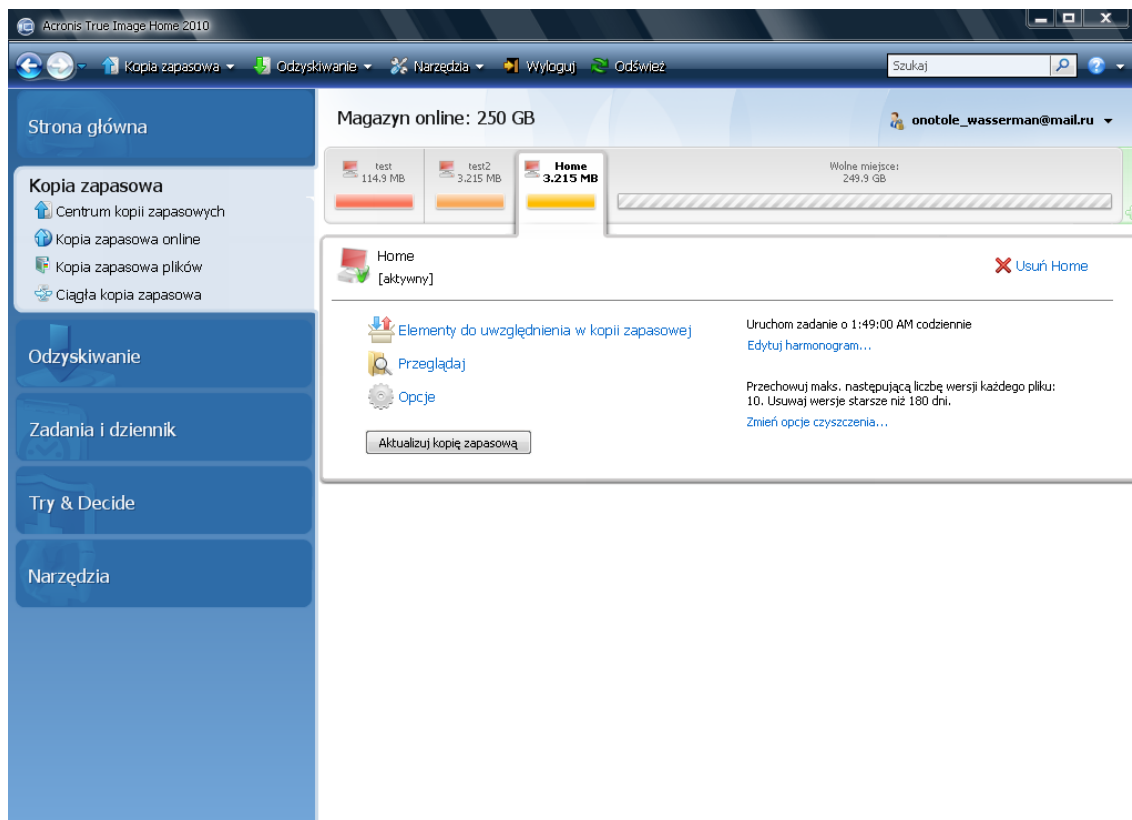 Acronis True Image Home 2010
Kopia zapasowa
Odzyskiwanie
Narzędzia
Wyloguj
Odśwież
Szukaj
Strona główna
Kopia zapasowa
Centrum kopii zapasowych
Kopia zapasowa online
Kopia zapasowa plików
Ciągła kopia zapasowa
Odzyskiwanie
Zadania i dziennik
Try & Decide
Narzędzia
Magazyn online: 250 GB
onotole_wasserman@mail.ru
test
114.9 MB
test2
3.215 MB
Home
3.215 MB
Wolne miejsce:
249.9 GB
Home
[aktywny]
Usuń Home
Elementy do uwzględnienia w kopii zapasowej
Przeglądaj
Opcje
Aktualizuj kopię zapasową
Uruchom zadanie o 1:49:00 AM codziennie
Edytuj harmonogram...
Przechowuj maks. następującą liczbę wersji każdego pliku:
10. Usuwaj wersje starsze niż 180 dni.
Zmień opcje czyszczenia...